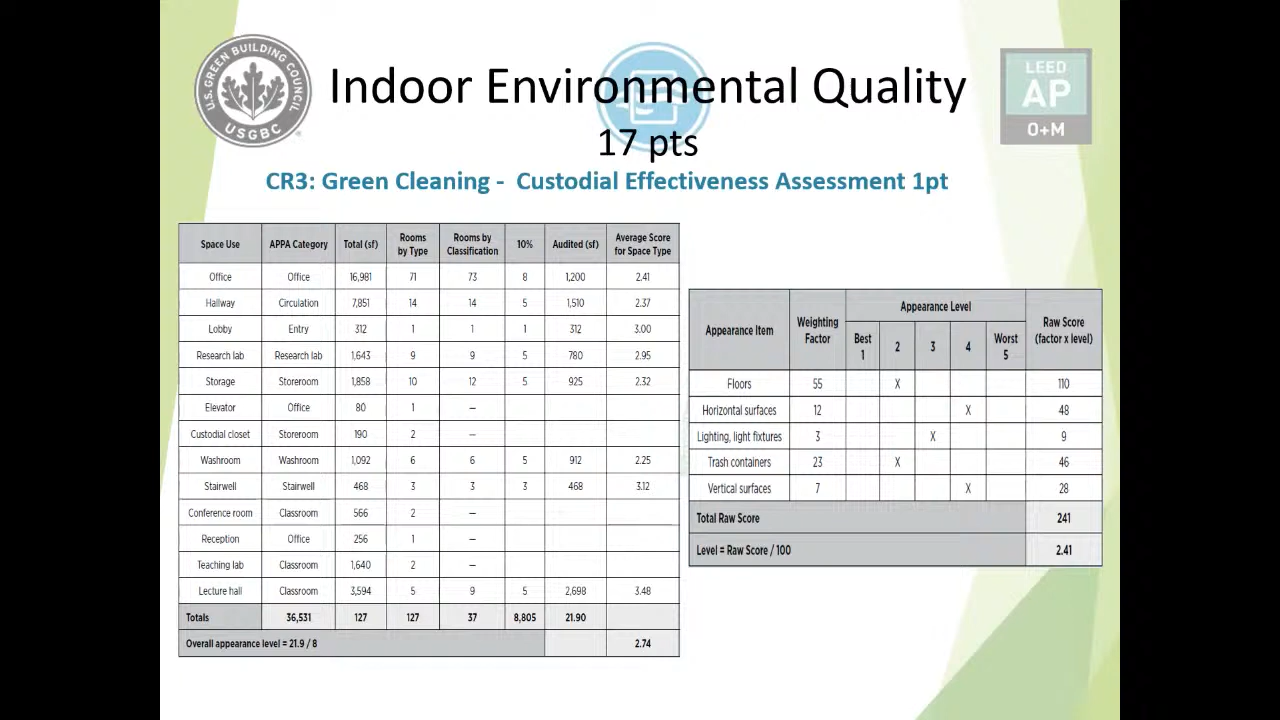 U.S. GREEN BUILDING COUNCIL
USGBC
Indoor Environmental Quality
LEED
AP
O+M
17 pts
CR3: Green Cleaning - Custodial Effectiveness Assessment 1pt
Space Use APPA Category Total (sf) Rooms by Type Rooms by Classification 10% Audited (sf) Average Score for Space Type
Office Office 16,981 71 73 8 1,200 2.41
Hallway Circulation 7,851 14 14 5 1,510 2.37
Lobby Entry 312 1 1 1 312 3.00
Research lab Research lab 1,643 9 9 5 780 2.95
Storage Storeroom 1,858 10 12 5 925 2.32
Elevator Office 80 1 –
Custodial closet Storeroom 190 2 –
Washroom Washroom 1,092 6 6 5 912 2.25
Stairwell Stairwell 468 3 3 3 468 3.12
Conference room Classroom 566 2 –
Reception Office 256 1 –
Teaching lab Classroom 1,640 2 –
Lecture hall Classroom 3,594 5 9 5 2,698 3.48
Totals 36,531 127 127 37 8,805 21.90
Overall appearance level = 21.9 / 8 2.74
Appearance Item Weighting Factor Appearance Level Raw Score (factor x level)
Best 1 2 3 4 Worst 5
Floors 55 X 110
Horizontal surfaces 12 X 48
Lighting, light fixtures 3 X 9
Trash containers 23 X 46
Vertical surfaces 7 X 28
Total Raw Score 241
Level = Raw Score / 100 2.41